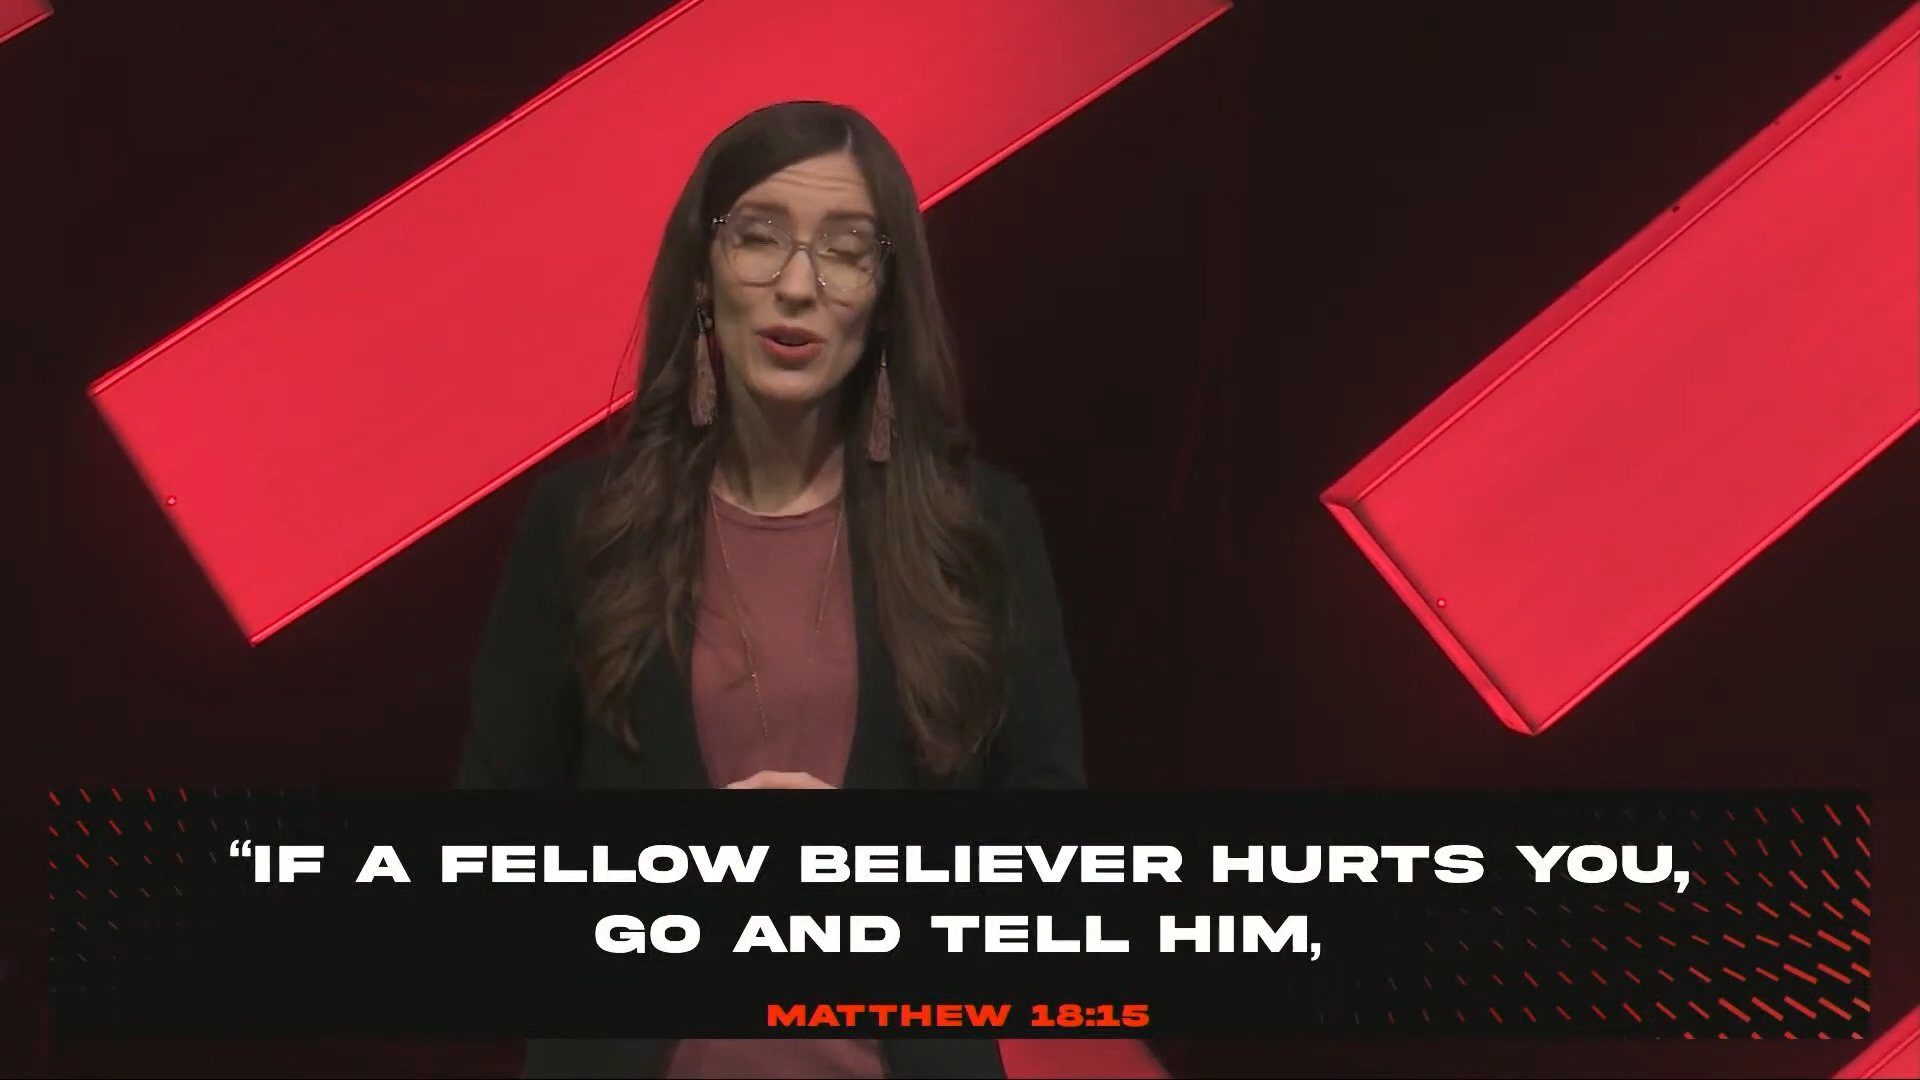 “IF A FELLOW BELIEVER HURTS YOU,
GO AND TELL HIM,
MATTHEW 18:15